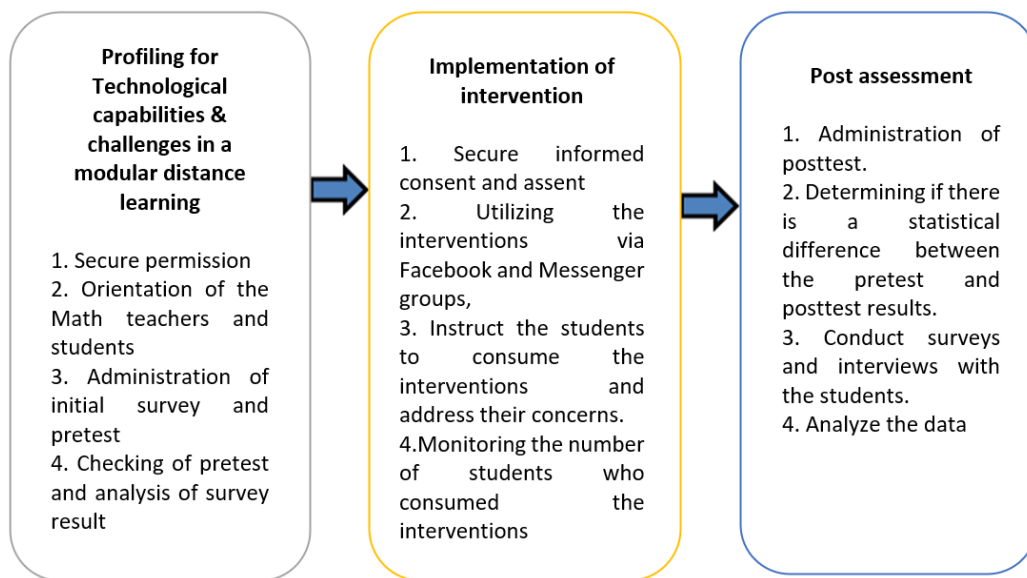 Profiling for
Technological
capabilities &
challenges in a
modular distance
learning
1. Secure permission
2. Orientation of the
Math teachers and
students
3. Administration of
initial survey and
pretest
4. Checking of pretest
and analysis of survey
result
Implementation of
intervention
1. Secure informed
consent and assent
2. Utilizing the
interventions via
Facebook and Messenger
groups,
3. Instruct the students
to consume the
interventions and
address their concerns.
4.Monitoring the number
of students who
consumed the
interventions
Post assessment
1. Administration of
posttest.
2. Determining if there
is a statistical
difference between
the pretest and
posttest results.
3. Conduct surveys
and interviews with
the students.
4. Analyze the data